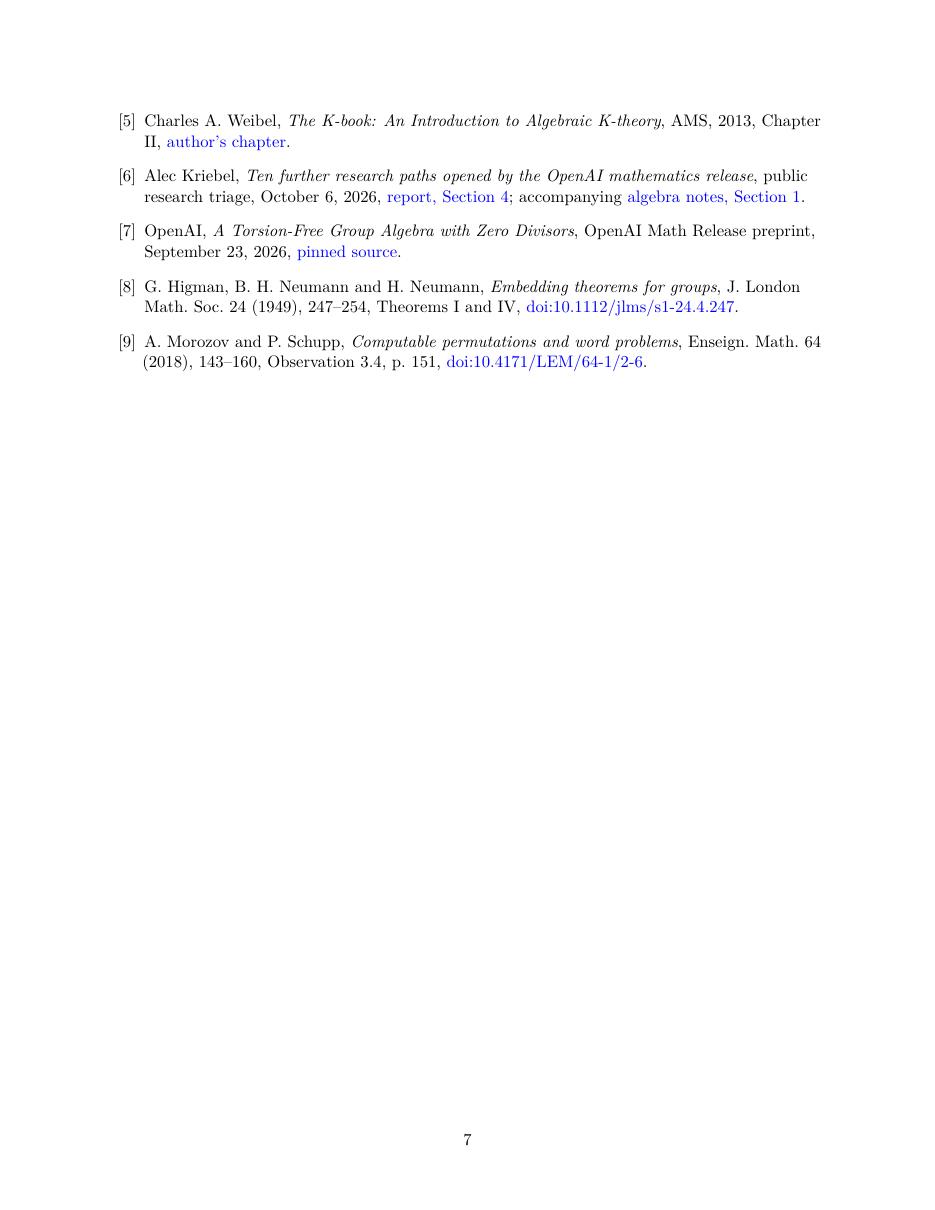 [5] Charles A. Weibel, The K-book: An Introduction to Algebraic K-theory, AMS, 2013, Chapter
II, author's chapter.
[6] Alec Kriebel, Ten further research paths opened by the OpenAI mathematics release, public
research triage, October 6, 2026, report, Section 4; accompanying algebra notes, Section 1.
[7] OpenAI, A Torsion-Free Group Algebra with Zero Divisors, OpenAI Math Release preprint,
September 23, 2026, pinned source.
[8] G. Higman, B. H. Neumann and H. Neumann, Embedding theorems for groups, J. London
Math. Soc. 24 (1949), 247–254, Theorems I and IV, doi:10.1112/jlms/s1-24.4.247.
[9] A. Morozov and P. Schupp, Computable permutations and word problems, Enseign. Math. 64
(2018), 143–160, Observation 3.4, p. 151, doi:10.4171/LEM/64-1/2-6.
7